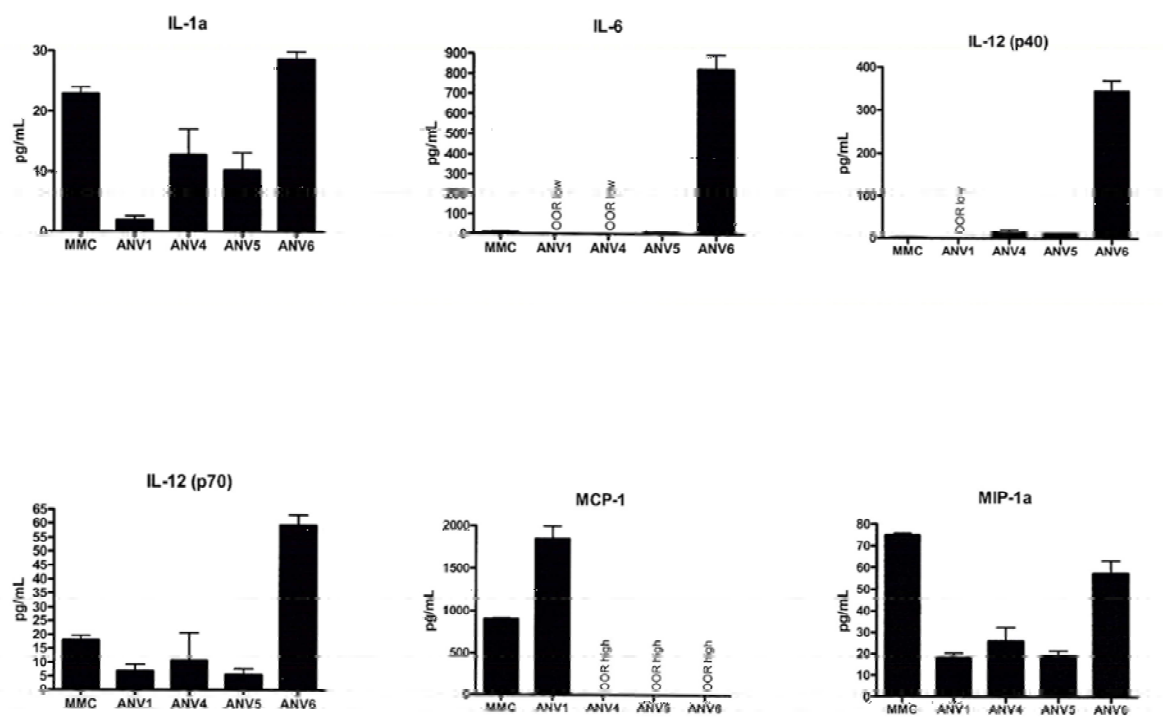 IL-1a
30
20
10
0
pg/mL
MMC ANV1 ANV4 ANV5 ANV6
IL-6
900
800
700
600
500
400
300
200
100
0
pg/mL
OOR low
OOR low
MMC ANV1 ANV4 ANV5 ANV6
IL-12 (p40)
400
300
200
100
0
pg/mL
OOR low
MMC ANV1 ANV4 ANV5 ANV6
IL-12 (p70)
65
60
55
50
45
40
35
30
25
20
15
10
5
0
pg/mL
MMC ANV1 ANV4 ANV5 ANV6
MCP-1
2000
1500
1000
500
0
pg/mL
OOR high
OOR high
OOR high
MMC ANV1 ANV4 ANV5 ANV6
MIP-1a
80
70
60
50
40
30
20
10
0
pg/mL
MMC ANV1 ANV4 ANV5 ANV6